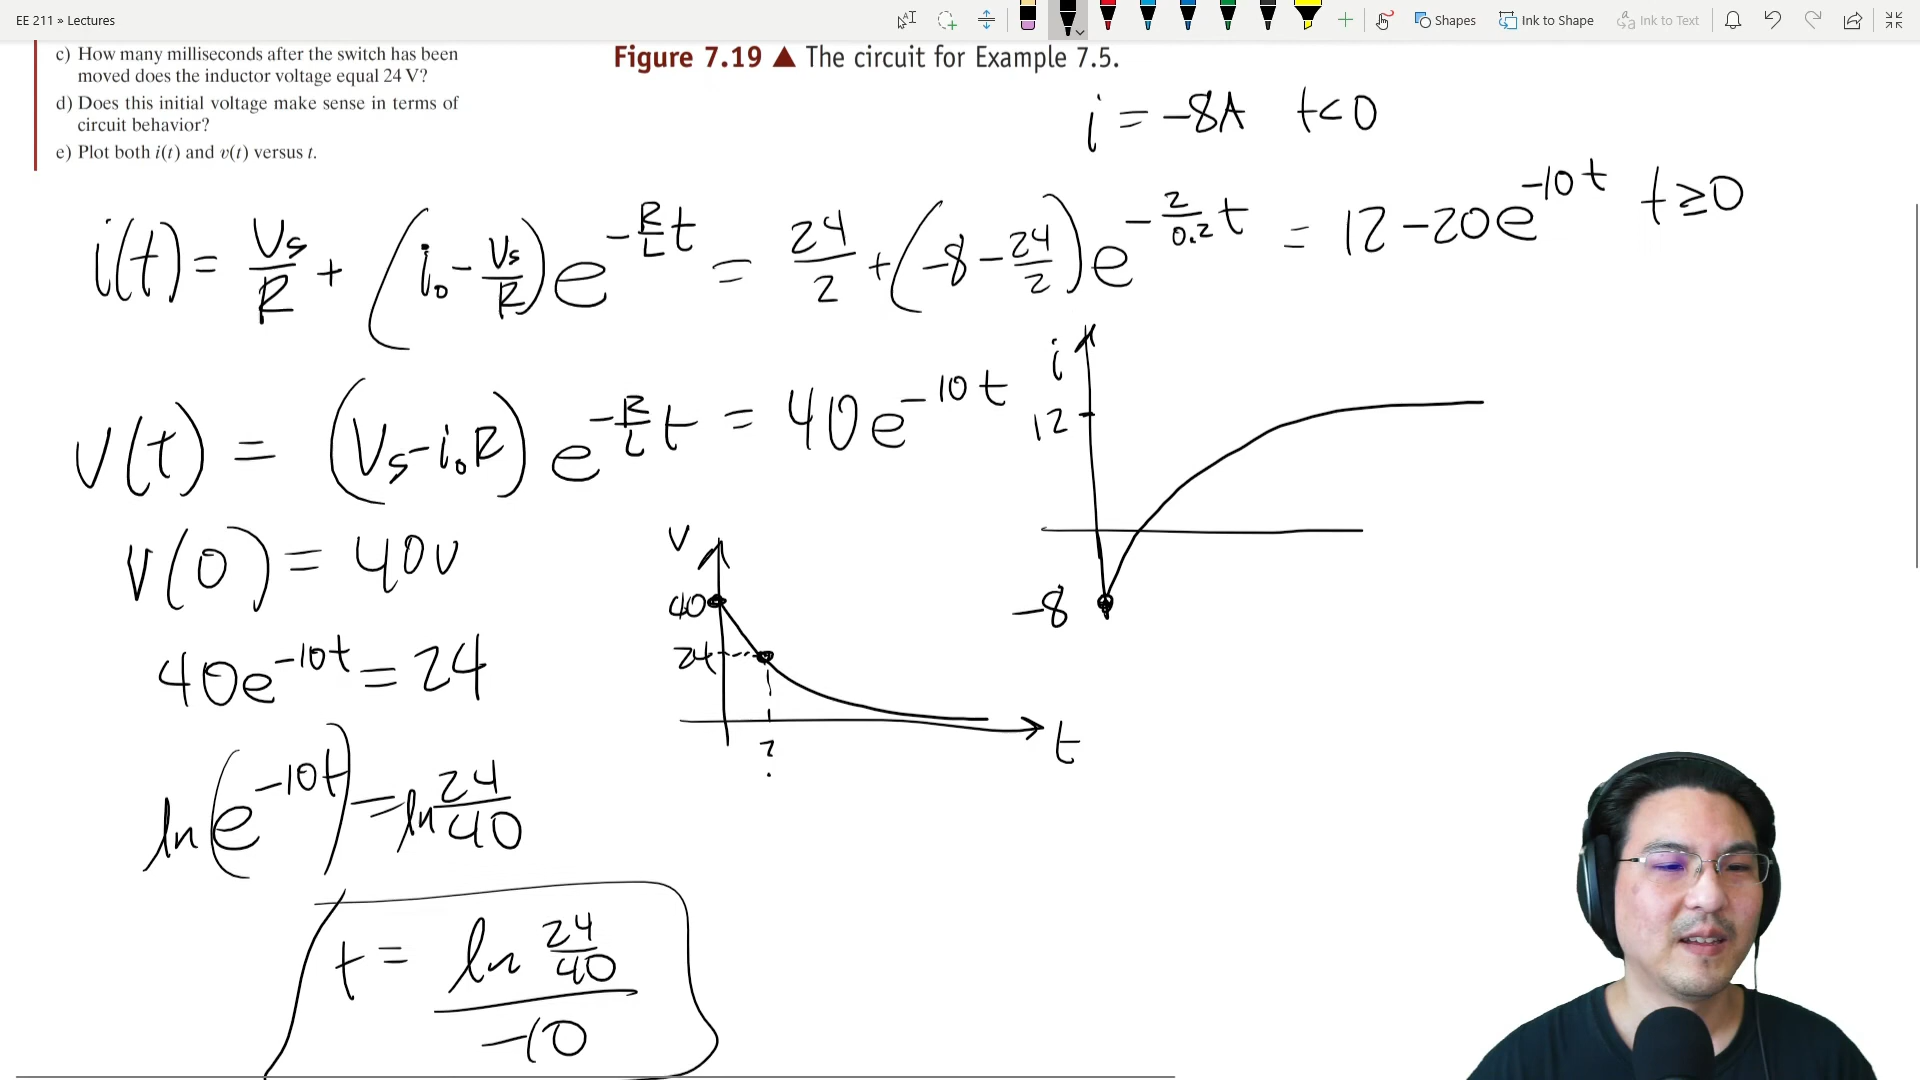 EE 211 » Lectures
Shapes
Ink to Shape
Ink to Text
c) How many milliseconds after the switch has been
moved does the inductor voltage equal 24 V?
d) Does this initial voltage make sense in terms of
circuit behavior?
e) Plot both i(t) and v(t) versus t.
Figure 7.19 ▲ The circuit for Example 7.5.
i = -8A t<0
i(t) = Vs/R + (i₀ - Vs/R) e^(-R/L t) = 24/2 + (-8 - 24/2) e^(-2/0.2 t) = 12 - 20e^(-10t) t≥0
V(t) = (Vs - i₀R) e^(-R/L t) = 40e^(-10t)
V(0) = 40V
40e^(-10t) = 24
ln(e^(-10t)) = ln 24/40
t = ln 24/40 / -10
V
40
24
?
t
i
12
-8